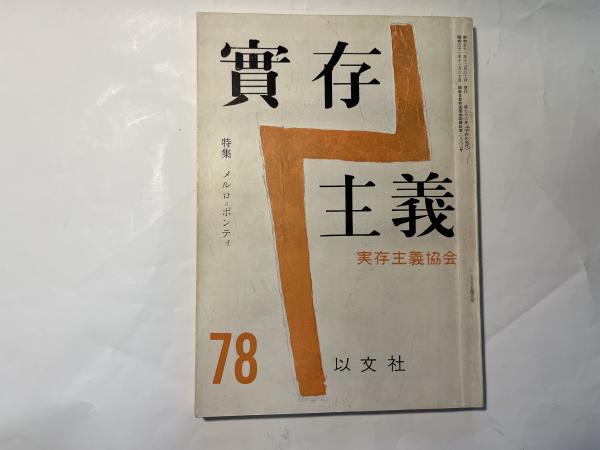 實存
主義
特集 メルロ=ポンティ
実存主義協会
78
以文社